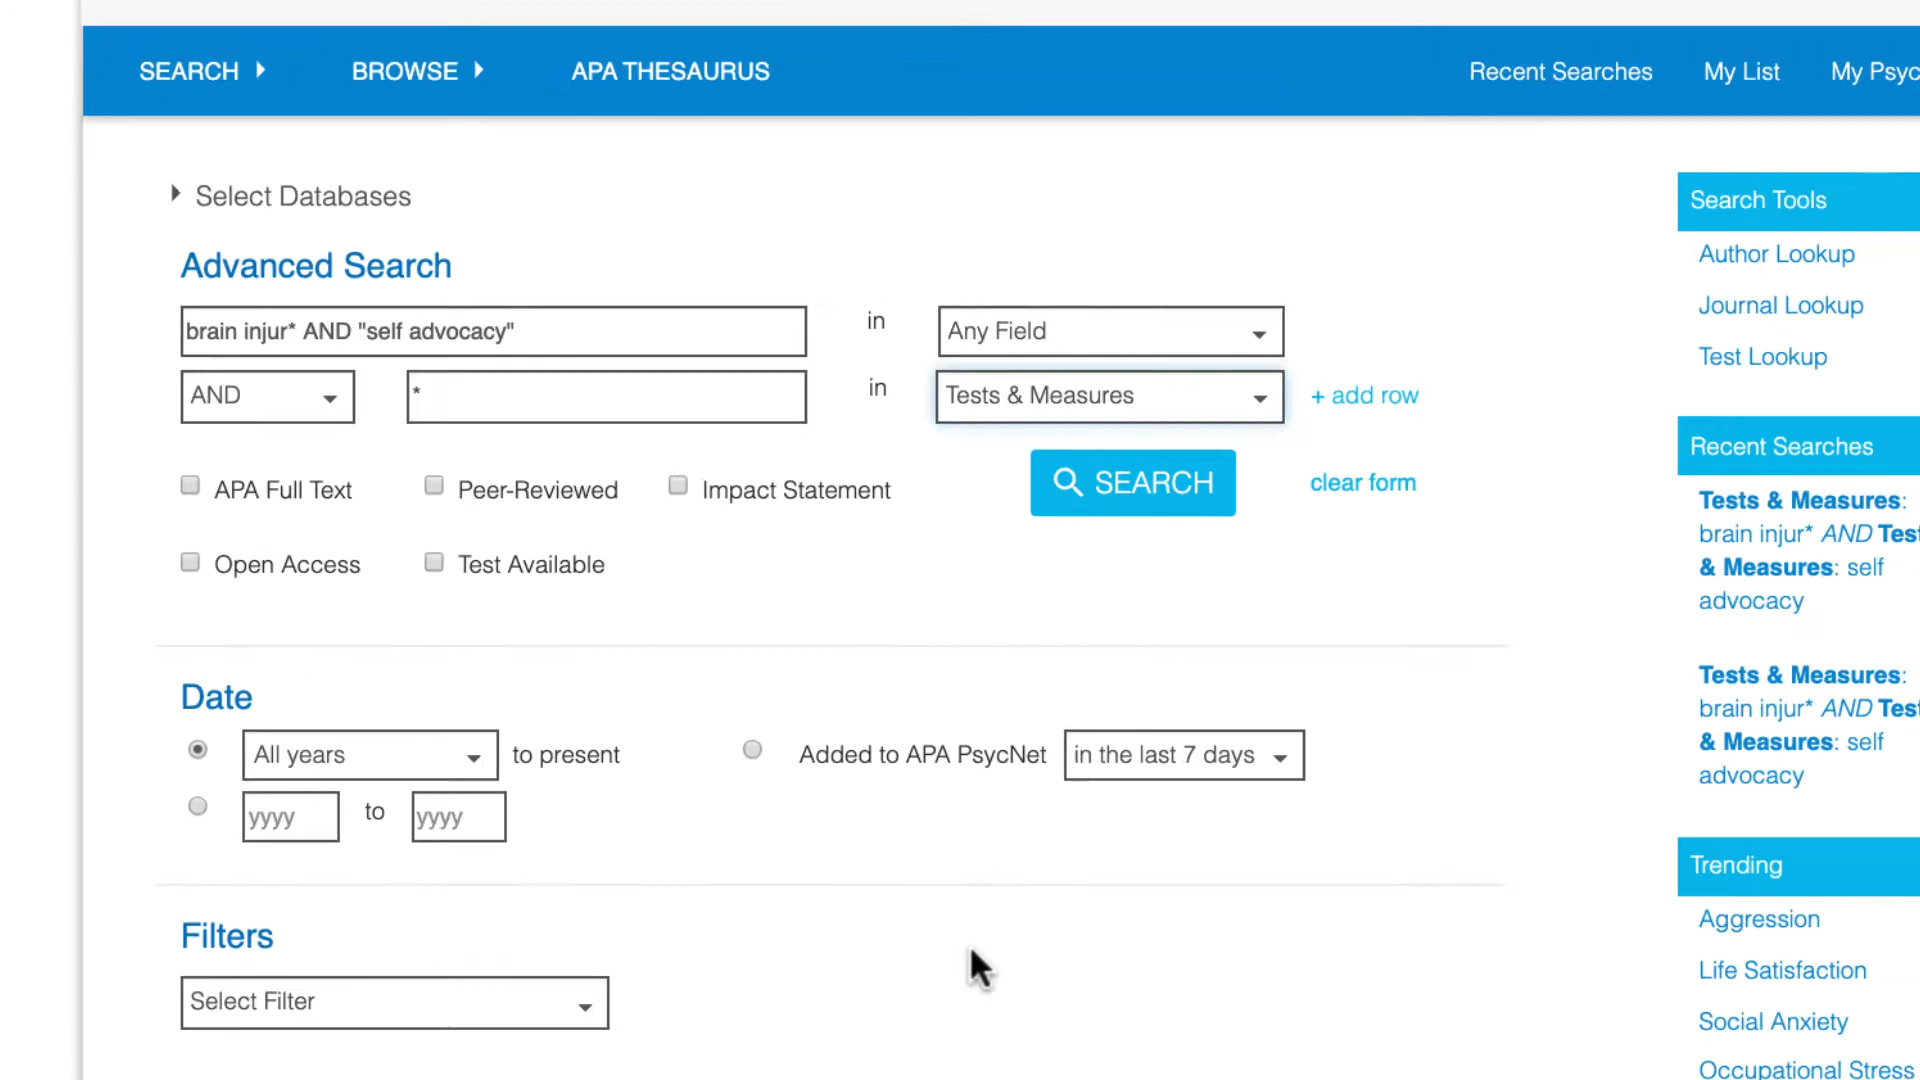 SEARCH BROWSE APA THESAURUS Recent Searches My List My Psyc
Select Databases
Advanced Search
brain injur* AND "self advocacy" in Any Field
AND * in Tests & Measures + add row
APA Full Text Peer-Reviewed Impact Statement SEARCH clear form
Open Access Test Available
Date
All years to present Added to APA PsycNet in the last 7 days
yyyy to yyyy
Filters
Select Filter
Search Tools
Author Lookup
Journal Lookup
Test Lookup
Recent Searches
Tests & Measures:
brain injur* AND Test
& Measures: self
advocacy
Tests & Measures:
brain injur* AND Test
& Measures: self
advocacy
Trending
Aggression
Life Satisfaction
Social Anxiety
Occupational Stress